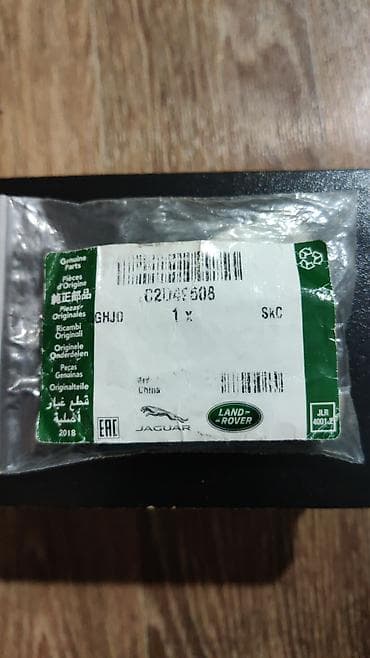 Genuine
Parts
Pièces
d'Origine
純正部品
Piezas
Originales
Ricambi
Originali
Originele
Onderdelen
Peças
Genuínas
Originalteile
قطع غيار
أصلية
2018
GHJD
1 x
SKC
China
EAC
JAGUAR
LAND-
-ROVER
JLR